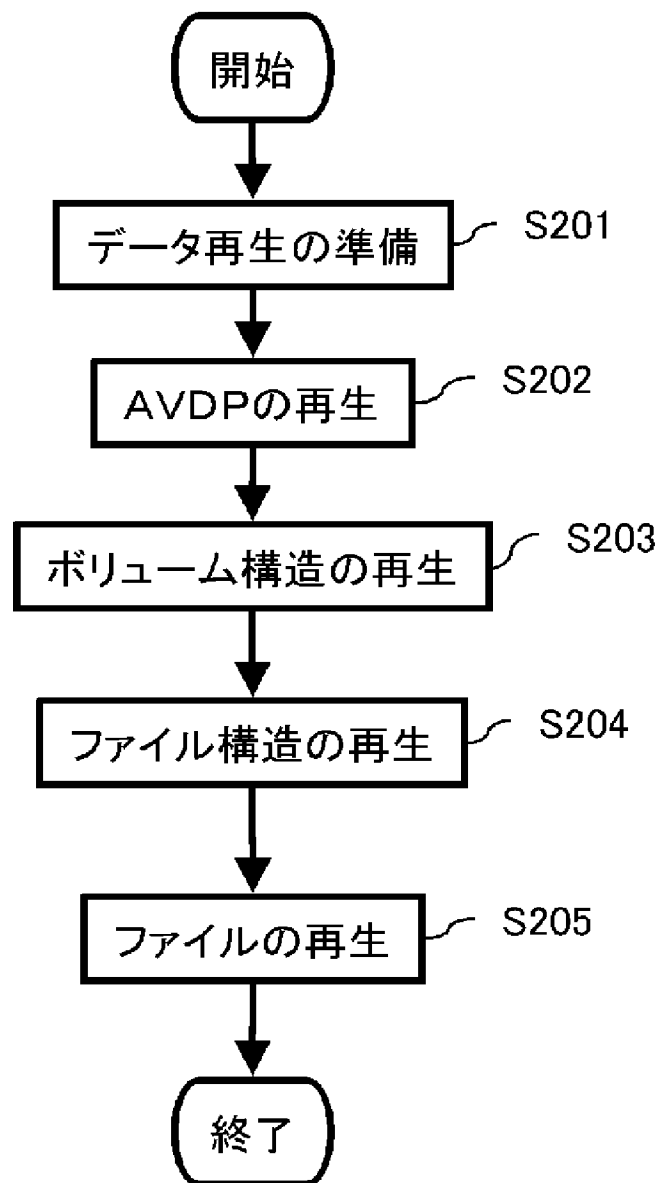 開始
データ再生の準備
S201
AVDPの再生
S202
ボリューム構造の再生
S203
ファイル構造の再生
S204
ファイルの再生
S205
終了